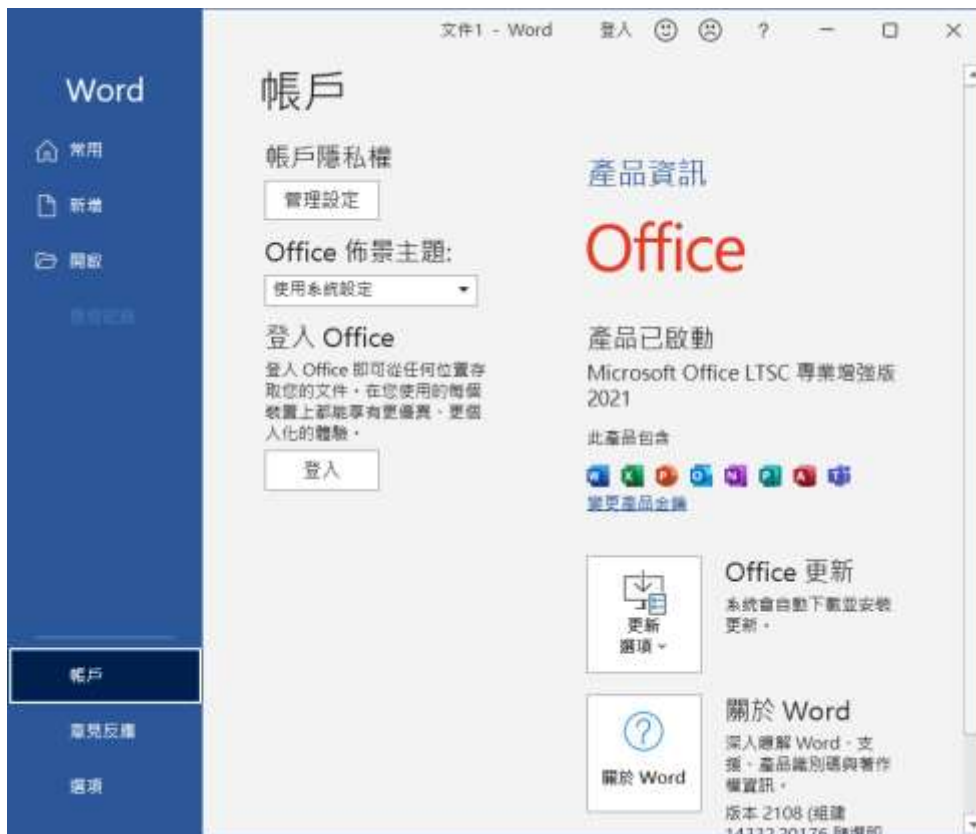 文件1 - Word
登入
?
Word
常用
新增
開啟
帳戶
意見反應
選項
帳戶
帳戶隱私權
管理設定
Office 佈景主題:
使用系統設定
登入 Office
登入 Office 即可從任何位置存
取您的文件。在您使用的每個
裝置上都能享有更優異、更個
人化的體驗。
登入
產品資訊
Office
產品已啟動
Microsoft Office LTSC 專業增強版
2021
此產品包含
變更產品金鑰
更新
選項
Office 更新
系統會自動下載並安裝
更新。
關於 Word
關於 Word
深入瞭解 Word、支
援、產品識別碼與著作
權資訊。
版本 2108 (組建